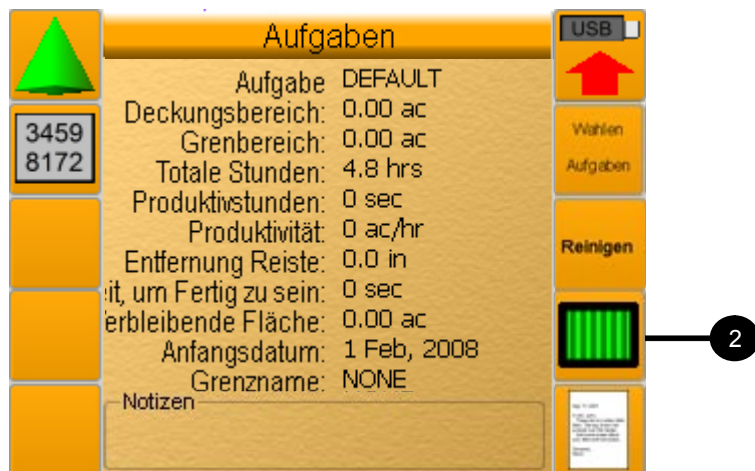 Aufgaben
USB
3459
8172
Aufgabe DEFAULT
Deckungsbereich: 0.00 ac
Grenbereich: 0.00 ac
Totale Stunden: 4.8 hrs
Produktivstunden: 0 sec
Produktivität: 0 ac/hr
Entfernung Reiste: 0.0 in
eit, um Fertig zu sein: 0 sec
erbleibende Fläche: 0.00 ac
Anfangsdatum: 1 Feb, 2008
Grenzname: NONE
Notizen
Wahlen
Aufgaben
Reinigen
2